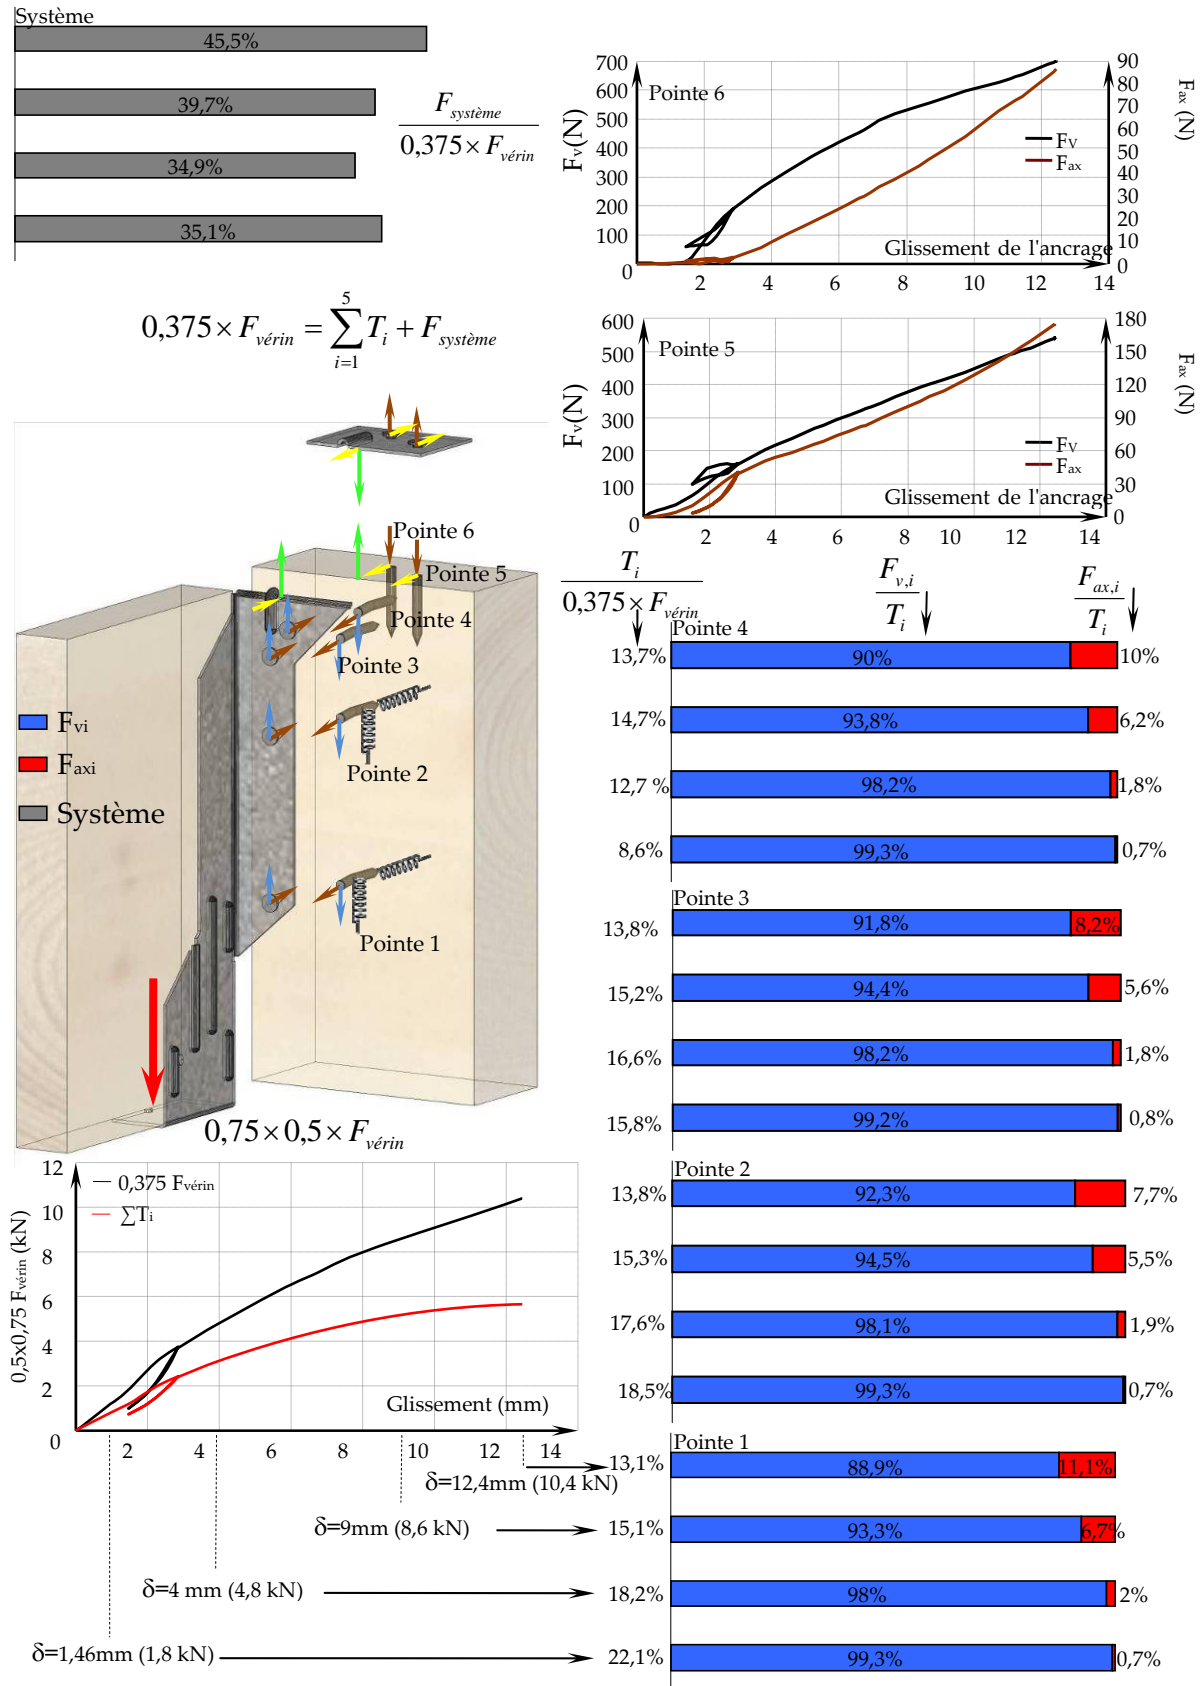 Système
45,5%
39,7%
34,9%
35,1%
F_système / 0,375 × F_vérin
0,375 × F_vérin = ∑_{i=1}^{5} T_i + F_système
700
600
500
400
300
200
100
0
F_v(N)
Pointe 6
F_V
F_ax
Glissement de l'ancrage
2 4 6 8 10 12 14
90
80
70
60
50
40
30
20
10
0
F_ax (N)
600
500
400
300
200
100
0
F_v(N)
Pointe 5
F_V
F_ax
Glissement de l'ancrage
2 4 6 8 10 12 14
180
150
120
90
60
30
0
F_ax (N)
Pointe 6
Pointe 5
Pointe 4
Pointe 3
Pointe 2
Pointe 1
F_vi
F_axi
Système
0,75×0,5× F_vérin
T_i / 0,375 × F_vérin
F_{v,i} / T_i
F_{ax,i} / T_i
Pointe 4
13,7% 90% 10%
14,7% 93,8% 6,2%
12,7 % 98,2% 1,8%
8,6% 99,3% 0,7%
Pointe 3
13,8% 91,8% 8,2%
15,2% 94,4% 5,6%
16,6% 98,2% 1,8%
15,8% 99,2% 0,8%
Pointe 2
13,8% 92,3% 7,7%
15,3% 94,5% 5,5%
17,6% 98,1% 1,9%
18,5% 99,3% 0,7%
Pointe 1
13,1% 88,9% 11,1%
15,1% 93,3% 6,7%
18,2% 98% 2%
22,1% 99,3% 0,7%
12
10
8
6
4
2
0
0,5x0,75 F_vérin (kN)
0,375 F_vérin
∑T_i
Glissement (mm)
2 4 6 8 10 12 14
δ=12,4mm (10,4 kN)
δ=9mm (8,6 kN)
δ=4 mm (4,8 kN)
δ=1,46mm (1,8 kN)